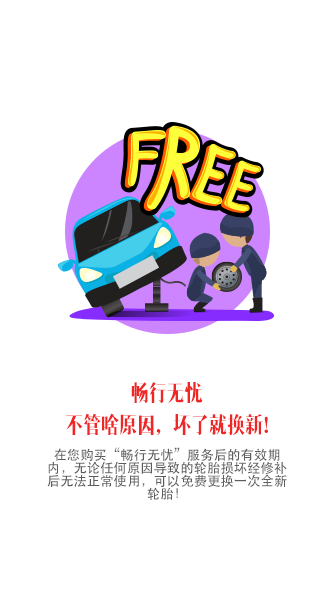 FREE
畅行无忧
不管啥原因，坏了就换新！
在您购买“畅行无忧”服务后的有效期
内，无论任何原因导致的轮胎损坏经修补
后无法正常使用，可以免费更换一次全新
轮胎！